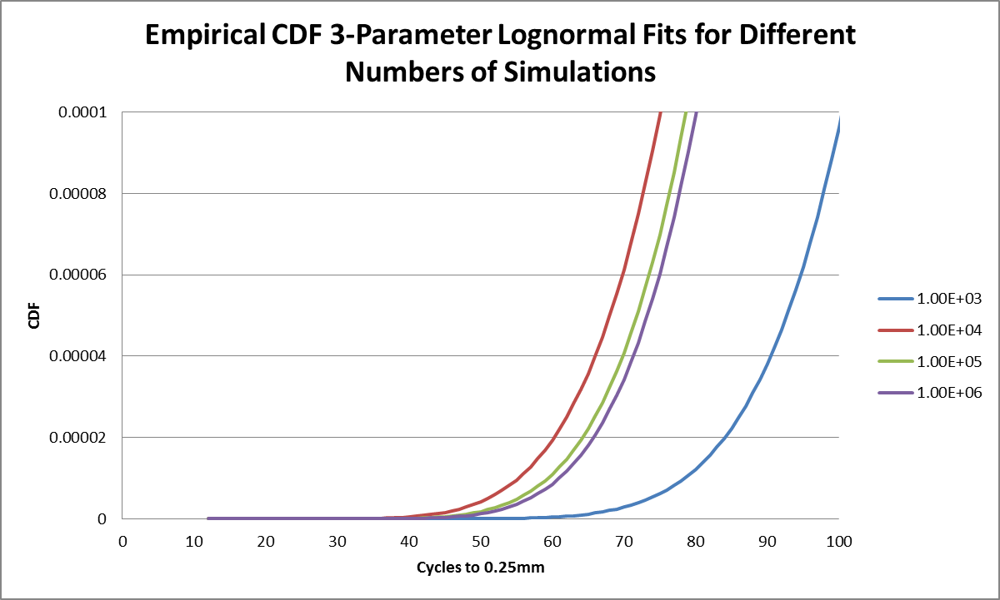 Empirical CDF 3-Parameter Lognormal Fits for Different
Numbers of Simulations
0.0001
0.00008
0.00006
0.00004
0.00002
0
CDF
0 10 20 30 40 50 60 70 80 90 100
Cycles to 0.25mm
1.00E+03
1.00E+04
1.00E+05
1.00E+06